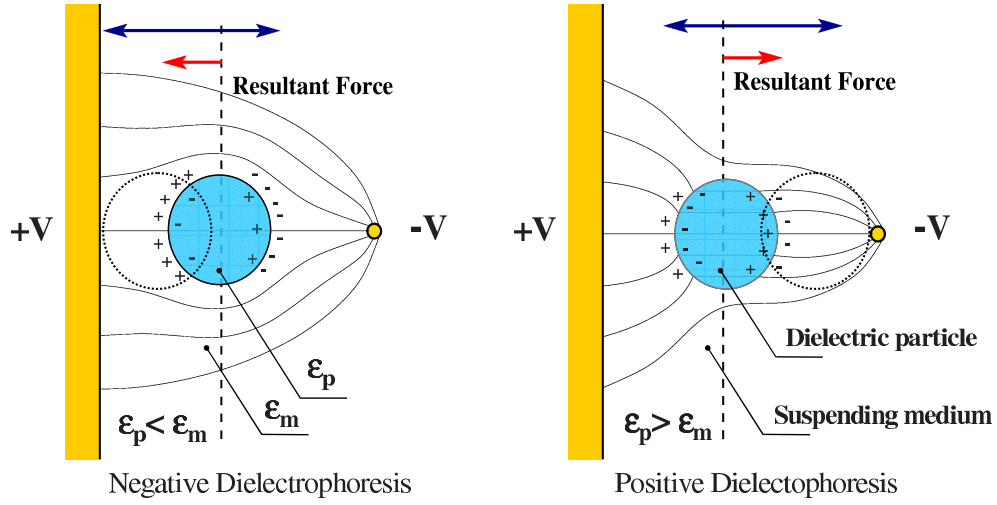 Resultant Force
+V
-V
εp
εm
εp< εm
Negative Dielectrophoresis
Resultant Force
+V
-V
Dielectric particle
Suspending medium
εp> εm
Positive Dielectophoresis